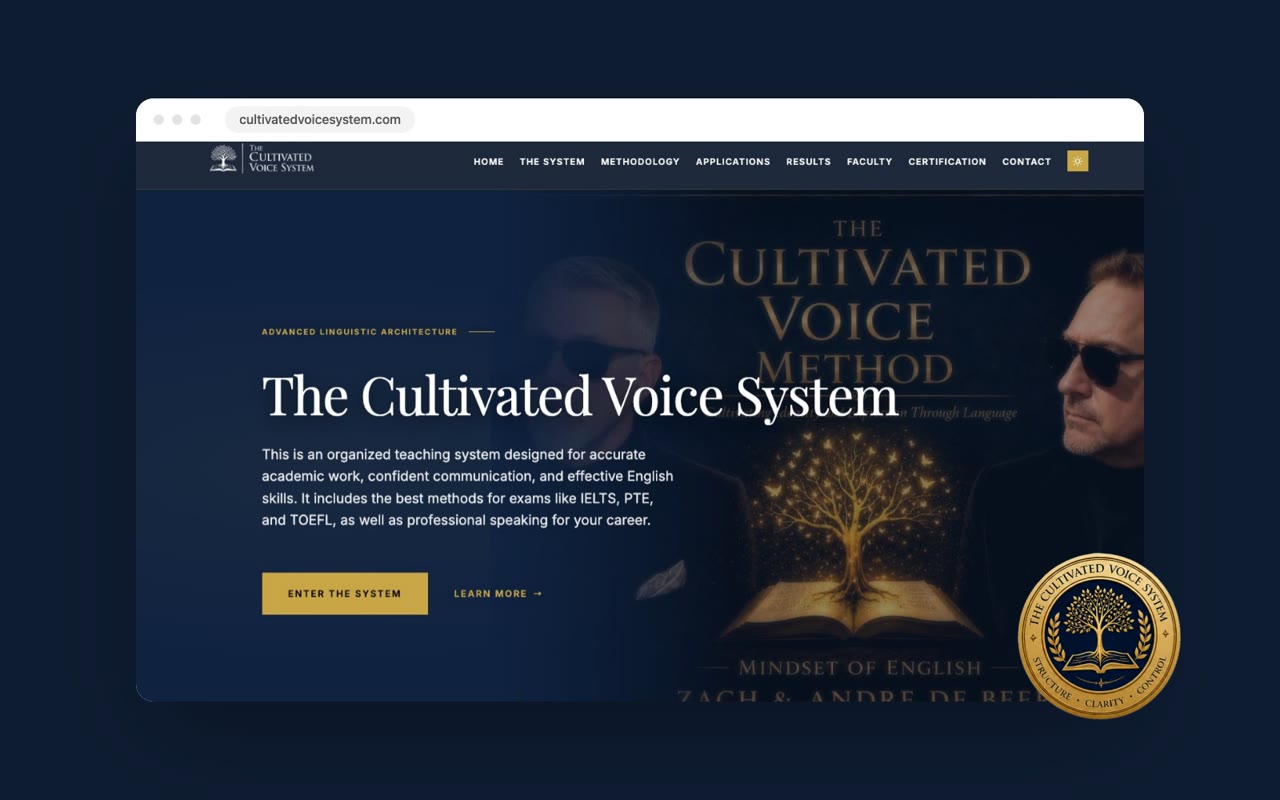 cultivatedvoicesystem.com
THE
CULTIVATED
VOICE SYSTEM
HOME THE SYSTEM METHODOLOGY APPLICATIONS RESULTS FACULTY CERTIFICATION CONTACT
THE
CULTIVATED
VOICE
METHOD
Through Language
ADVANCED LINGUISTIC ARCHITECTURE
The Cultivated Voice System
This is an organized teaching system designed for accurate
academic work, confident communication, and effective English
skills. It includes the best methods for exams like IELTS, PTE,
and TOEFL, as well as professional speaking for your career.
ENTER THE SYSTEM LEARN MORE →
MINDSET OF ENGLISH
ZACH & ANDRE DE BEER
THE CULTIVATED VOICE SYSTEM
STRUCTURE • CLARITY • CONTROL